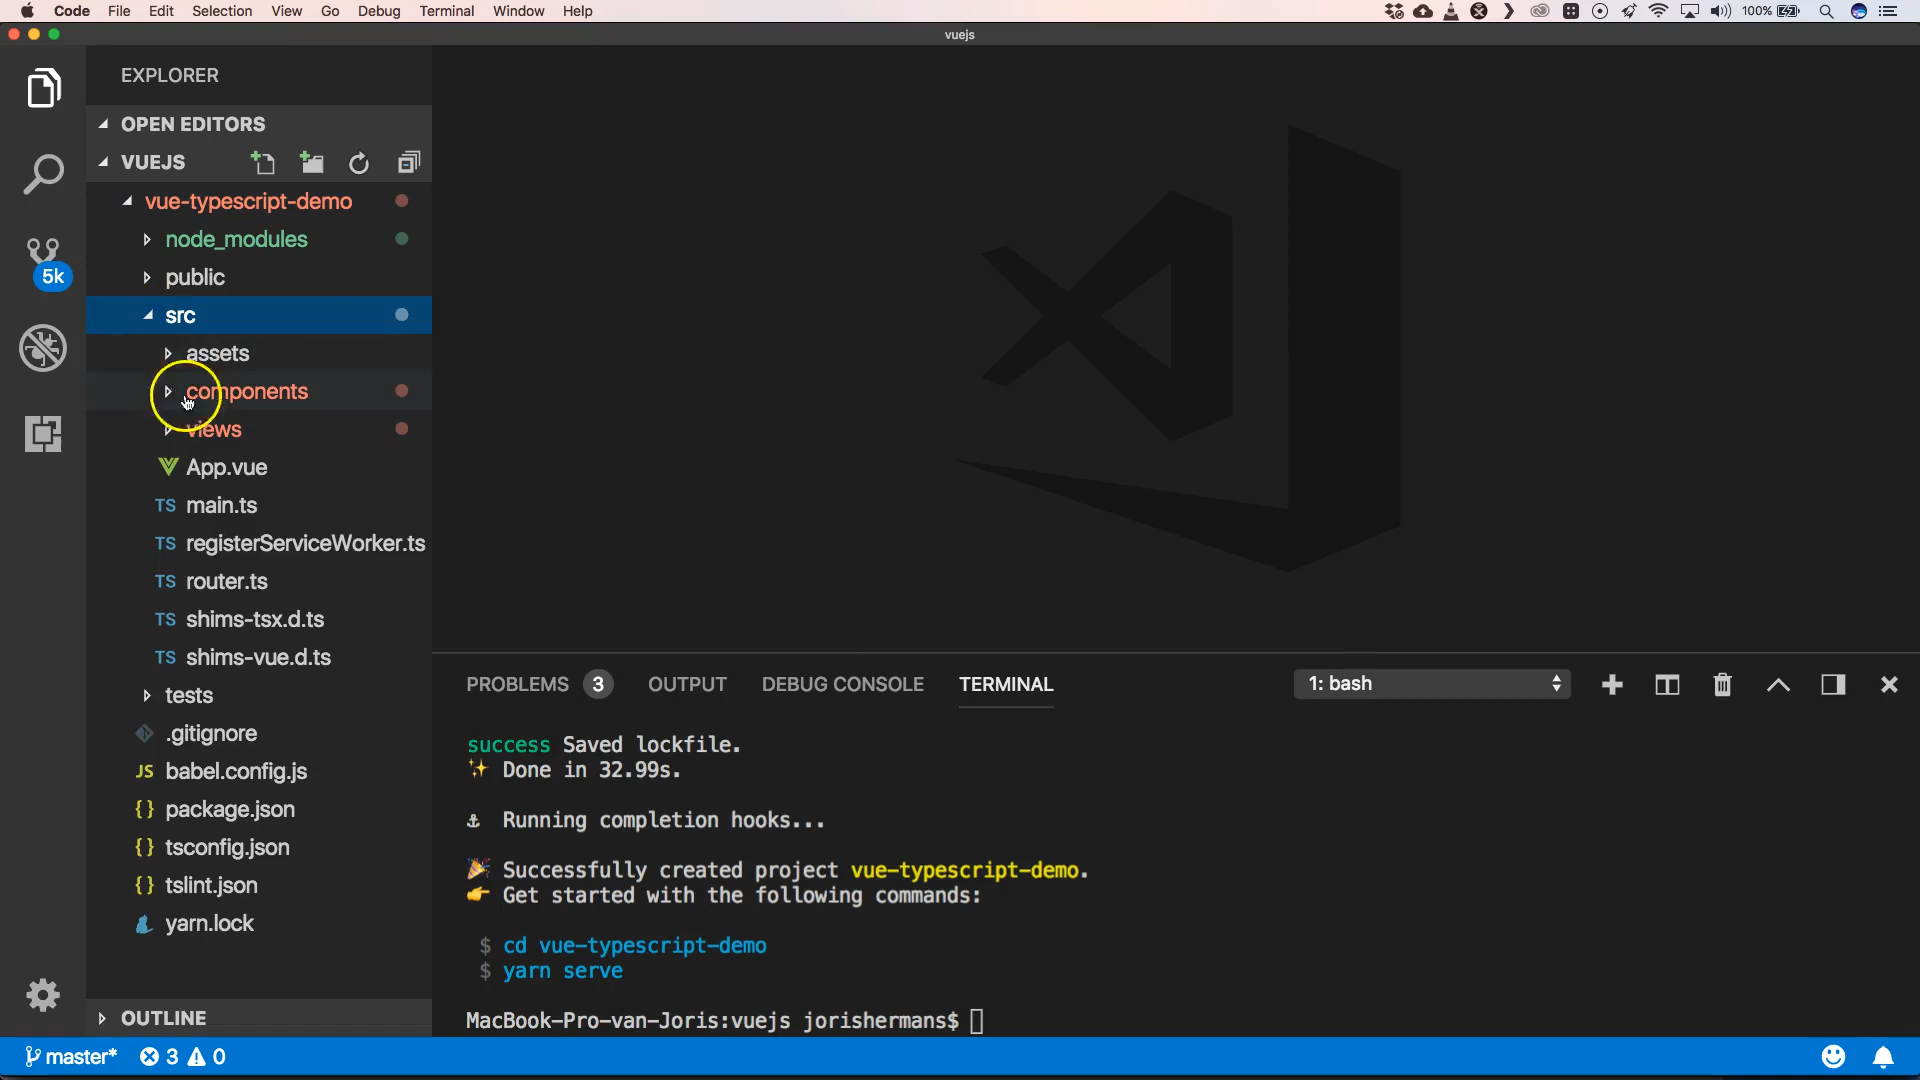 Code File Edit Selection View Go Debug Terminal Window Help 100%
vuejs
EXPLORER
OPEN EDITORS
VUEJS
vue-typescript-demo
node_modules
5k
public
src
assets
components
views
App.vue
TS main.ts
TS registerServiceWorker.ts
TS router.ts
TS shims-tsx.d.ts
TS shims-vue.d.ts
tests
.gitignore
JS babel.config.js
{ } package.json
{ } tsconfig.json
{ } tslint.json
yarn.lock
OUTLINE
PROBLEMS 3 OUTPUT DEBUG CONSOLE TERMINAL 1: bash
success Saved lockfile.
✨ Done in 32.99s.
⚓ Running completion hooks...
🎉 Successfully created project vue-typescript-demo.
👉 Get started with the following commands:
$ cd vue-typescript-demo
$ yarn serve
MacBook-Pro-van-Joris:vuejs jorishermans$
master* 3 0